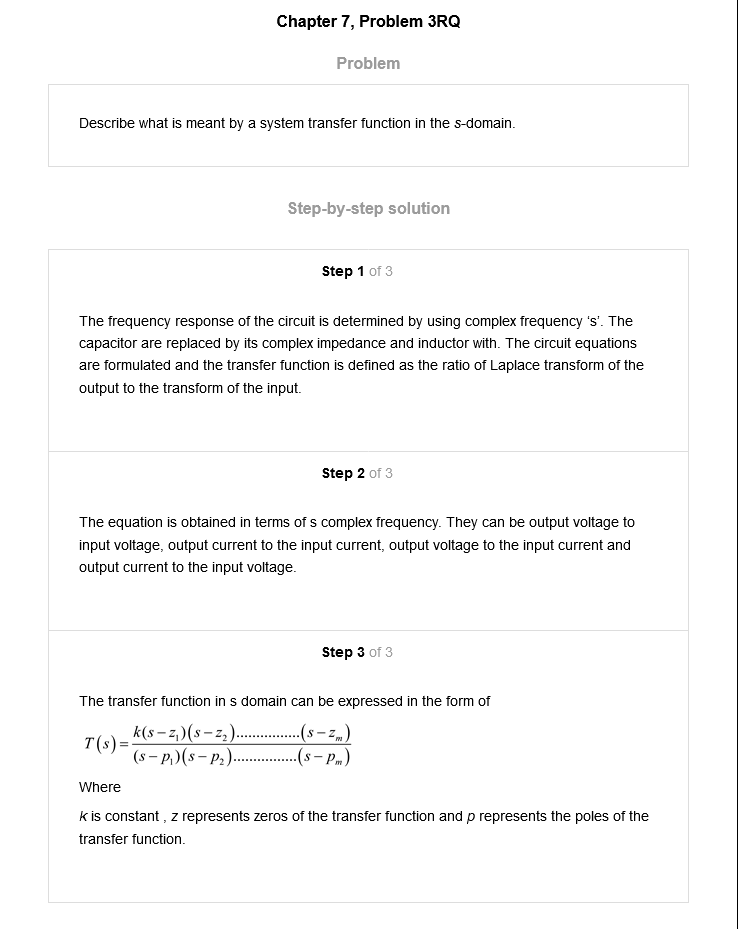 Chapter 7, Problem 3RQ
Problem
Describe what is meant by a system transfer function in the s-domain.
Step-by-step solution
Step 1 of 3
The frequency response of the circuit is determined by using complex frequency ‘s’. The
capacitor are replaced by its complex impedance and inductor with. The circuit equations
are formulated and the transfer function is defined as the ratio of Laplace transform of the
output to the transform of the input.
Step 2 of 3
The equation is obtained in terms of s complex frequency. They can be output voltage to
input voltage, output current to the input current, output voltage to the input current and
output current to the input voltage.
Step 3 of 3
The transfer function in s domain can be expressed in the form of
T(s) = k(s−z₁)(s−z₂)................(s−zₘ) / (s−p₁)(s−p₂)................(s−pₘ)
Where
k is constant , z represents zeros of the transfer function and p represents the poles of the
transfer function.